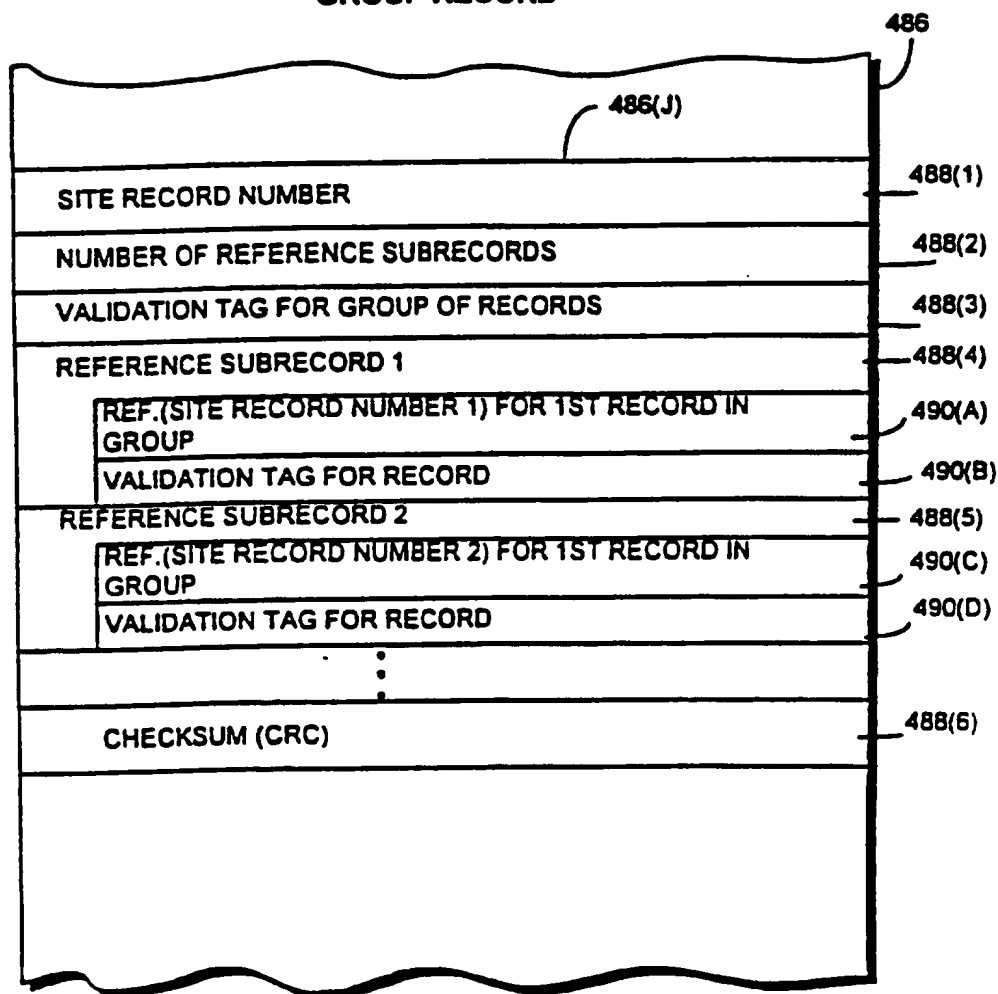 GROUP RECORD
486
486(J)
SITE RECORD NUMBER
488(1)
NUMBER OF REFERENCE SUBRECORDS
488(2)
VALIDATION TAG FOR GROUP OF RECORDS
488(3)
REFERENCE SUBRECORD 1
488(4)
REF.(SITE RECORD NUMBER 1) FOR 1ST RECORD IN
GROUP
490(A)
VALIDATION TAG FOR RECORD
490(B)
REFERENCE SUBRECORD 2
488(5)
REF.(SITE RECORD NUMBER 2) FOR 1ST RECORD IN
GROUP
490(C)
VALIDATION TAG FOR RECORD
490(D)
CHECKSUM (CRC)
488(6)